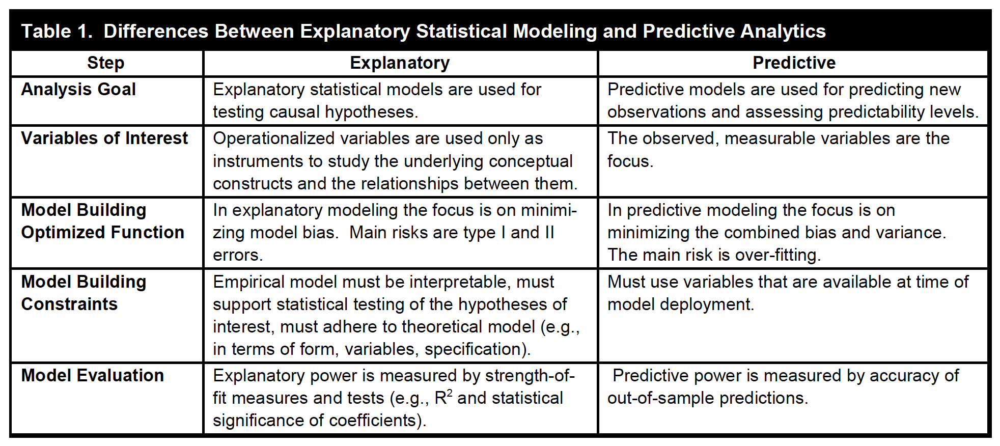 Table 1.  Differences Between Explanatory Statistical Modeling and Predictive Analytics
Step
Explanatory
Predictive
Analysis Goal
Explanatory statistical models are used for
testing causal hypotheses.
Predictive models are used for predicting new
observations and assessing predictability levels.
Variables of Interest
Operationalized variables are used only as
instruments to study the underlying conceptual
constructs and the relationships between them.
The observed, measurable variables are the
focus.
Model Building
Optimized Function
In explanatory modeling the focus is on minimi-
zing model bias.  Main risks are type I and II
errors.
In predictive modeling the focus is on
minimizing the combined bias and variance.
The main risk is over-fitting.
Model Building
Constraints
Empirical model must be interpretable, must
support statistical testing of the hypotheses of
interest, must adhere to theoretical model (e.g.,
in terms of form, variables, specification).
Must use variables that are available at time of
model deployment.
Model Evaluation
Explanatory power is measured by strength-of-
fit measures and tests (e.g., R² and statistical
significance of coefficients).
Predictive power is measured by accuracy of
out-of-sample predictions.